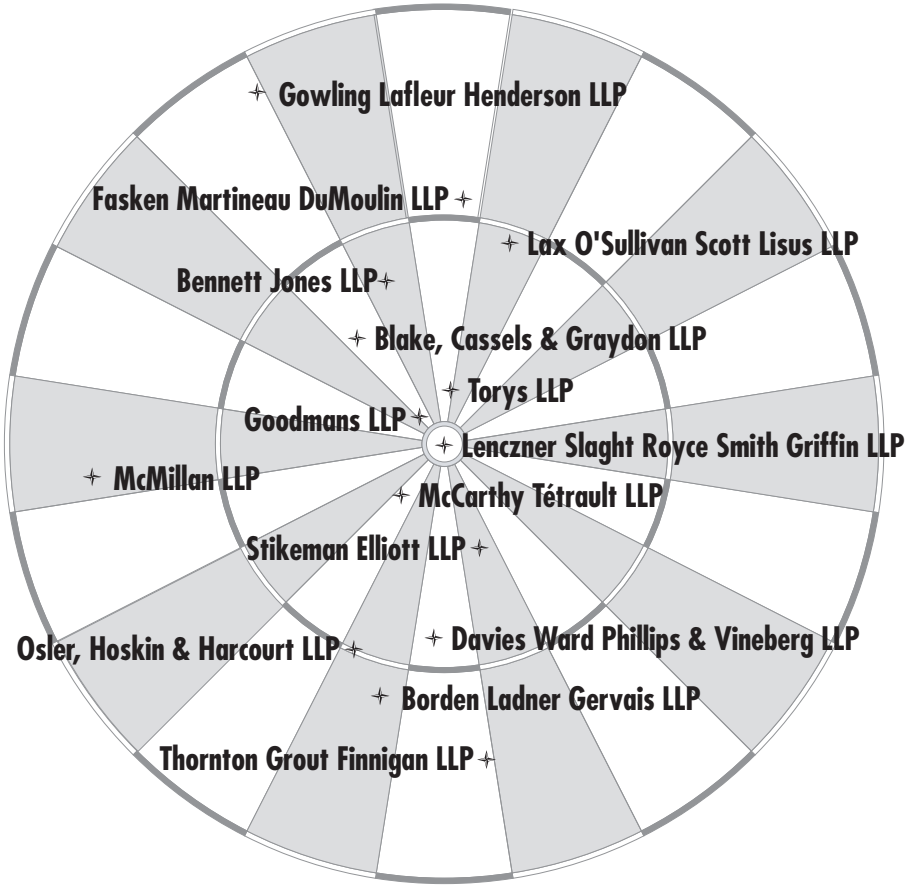 Gowling Lafleur Henderson LLP
Fasken Martineau DuMoulin LLP
Lax O'Sullivan Scott Lisus LLP
Bennett Jones LLP
Blake, Cassels & Graydon LLP
Torys LLP
Goodmans LLP
Lenczner Slaght Royce Smith Griffin LLP
McMillan LLP
McCarthy Tétrault LLP
Stikeman Elliott LLP
Davies Ward Phillips & Vineberg LLP
Osler, Hoskin & Harcourt LLP
Borden Ladner Gervais LLP
Thornton Grout Finnigan LLP